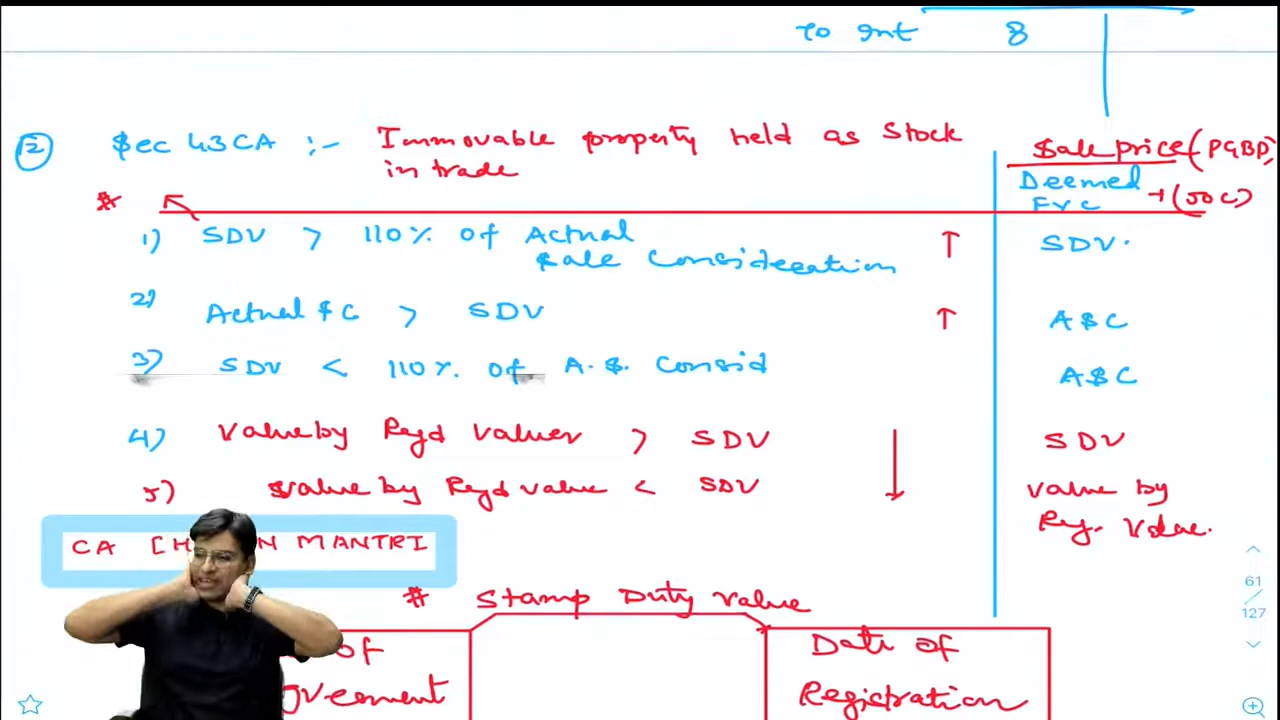 To Int 8
12 Sec 43CA :- Immovable property held as Stock in trade
Sale price (PGBP)
Deemed FVC + (50C)
1) SDV > 110% of Actual Sale Consideration ↑ SDV.
2) Actual SC > SDV ↑ ASC
3) SDV < 110%. of A.S. Consid ASC
4) Value by Regd Valuer > SDV SDV
5) Value by Regd value < SDV Value by Reg. Value.
CA MANTRI
# Stamp Duty Value
of Date of
Registration
61
127